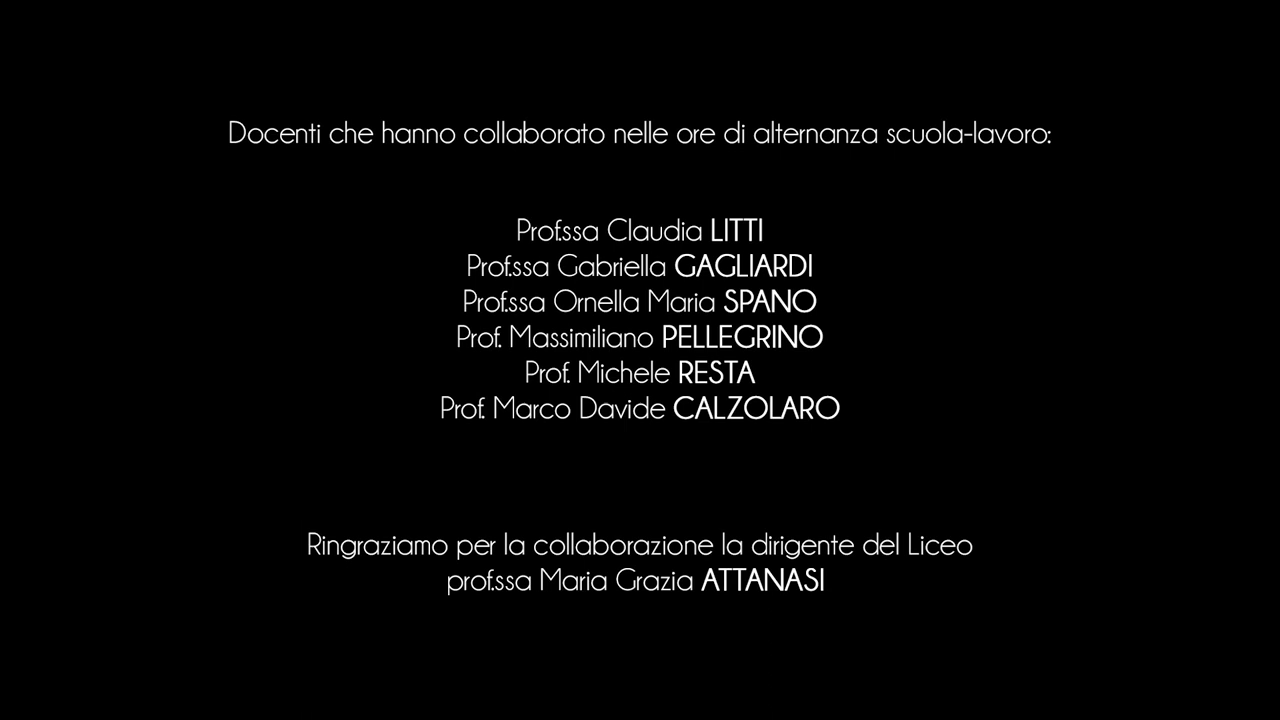 Docenti che hanno collaborato nelle ore di alternanza scuola-lavoro:
Prof.ssa Claudia LITTI
Prof.ssa Gabriella GAGLIARDI
Prof.ssa Ornella Maria SPANO
Prof. Massimiliano PELLEGRINO
Prof. Michele RESTA
Prof. Marco Davide CALZOLARO
Ringraziamo per la collaborazione la dirigente del Liceo
prof.ssa Maria Grazia ATTANASI